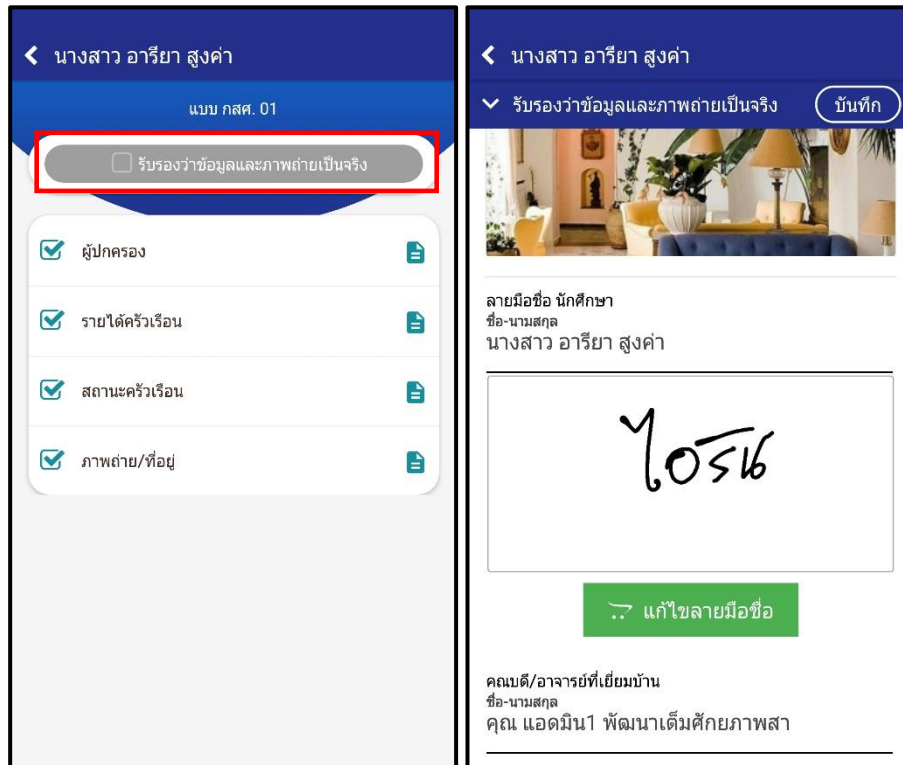 นางสาว อารียา สูงค่า
แบบ กสศ. 01
รับรองว่าข้อมูลและภาพถ่ายเป็นจริง
ผู้ปกครอง
รายได้ครัวเรือน
สถานะครัวเรือน
ภาพถ่าย/ที่อยู่
นางสาว อารียา สูงค่า
รับรองว่าข้อมูลและภาพถ่ายเป็นจริง
บันทึก
ลายมือชื่อ นักศึกษา
ชื่อ-นามสกุล
นางสาว อารียา สูงค่า
ไอริน
แก้ไขลายมือชื่อ
คณบดี/อาจารย์ที่เยี่ยมบ้าน
ชื่อ-นามสกุล
คุณ แอดมิน1 พัฒนาเต็มศักยภาพสา